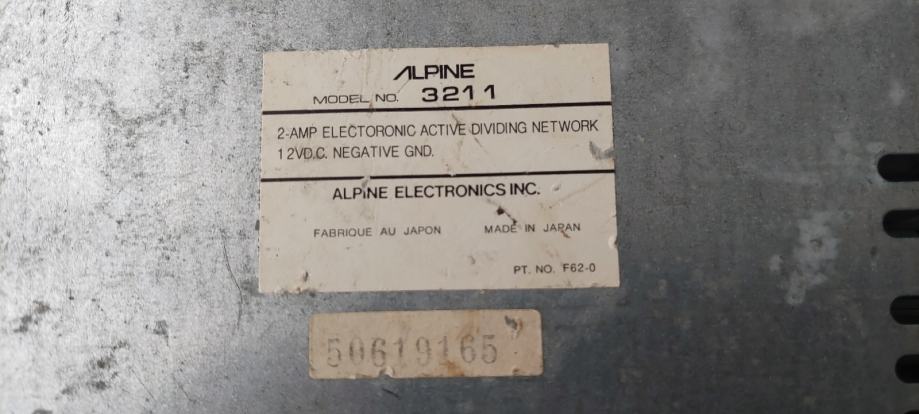 ALPINE
MODEL NO. 3211
2-AMP ELECTORONIC ACTIVE DIVIDING NETWORK
12VD.C. NEGATIVE GND.
ALPINE ELECTRONICS INC.
FABRIQUE AU JAPON MADE IN JAPAN
PT. NO. F62-0
50619165